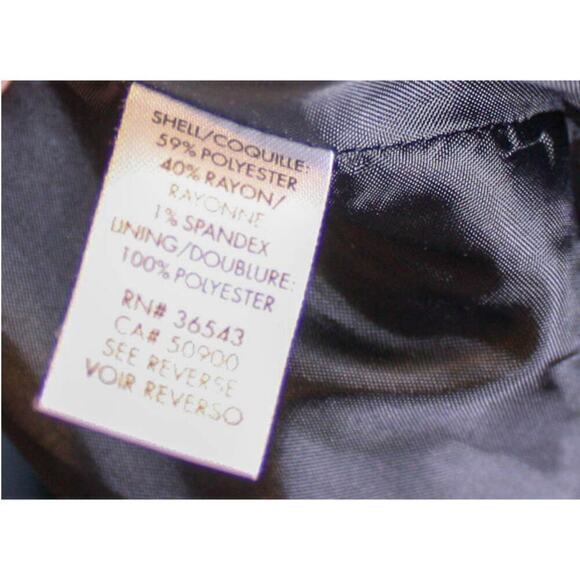 SHELL/COQUILLE:
59% POLYESTER
40% RAYON/
RAYONNE
1% SPANDEX
LINING/DOUBLURE:
100% POLYESTER
RN# 36543
CA# 50900
SEE REVERSE
VOIR REVERSO